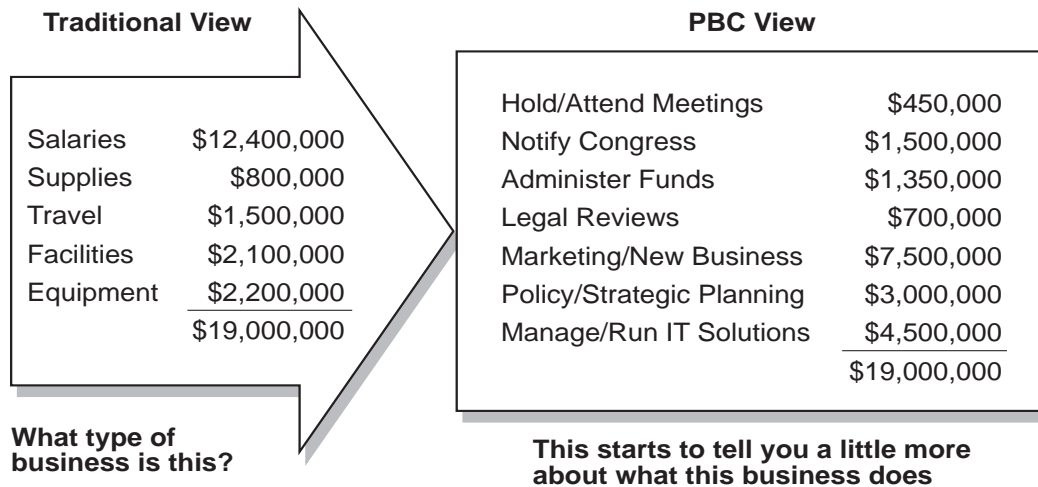 Traditional View
Salaries $12,400,000
Supplies $800,000
Travel $1,500,000
Facilities $2,100,000
Equipment $2,200,000
$19,000,000
What type of
business is this?
PBC View
Hold/Attend Meetings $450,000
Notify Congress $1,500,000
Administer Funds $1,350,000
Legal Reviews $700,000
Marketing/New Business $7,500,000
Policy/Strategic Planning $3,000,000
Manage/Run IT Solutions $4,500,000
$19,000,000
This starts to tell you a little more
about what this business does